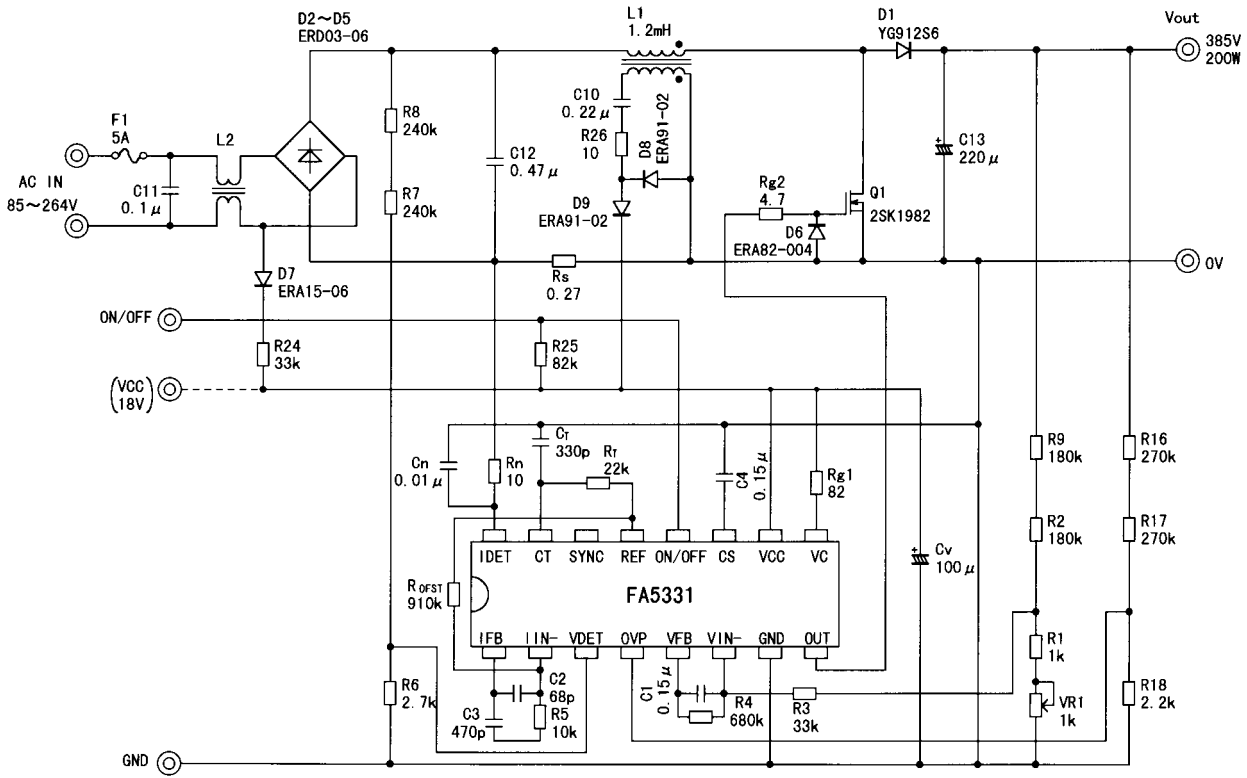 D2～D5
ERD03-06
L1
1.2mH
D1
YG912S6
Vout
385V
200W
F1
5A
L2
R8
240k
C10
0.22μ
R26
10
D8
ERA91-02
C13
220μ
AC IN
85～264V
C11
0.1μ
C12
0.47μ
R7
240k
D9
ERA91-02
Rg2
4.7
Q1
2SK1982
D6
ERA82-004
D7
ERA15-06
Rs
0.27
0V
ON/OFF
R24
33k
R25
82k
(VCC
18V)
CT
330p
RT
22k
Cn
0.01μ
Rn
10
C4
0.15μ
Rg1
82
R9
180k
R16
270k
R2
180k
R17
270k
IDET
CT
SYNC
REF
ON/OFF
CS
VCC
VC
Cv
100μ
ROFST
910k
FA5331
IFB
IIN-
VDET
OVP
VFB
VIN-
GND
OUT
R1
1k
R6
2.7k
C2
68p
C3
470p
R5
10k
C1
0.15μ
R4
680k
R3
33k
VR1
1k
R18
2.2k
GND